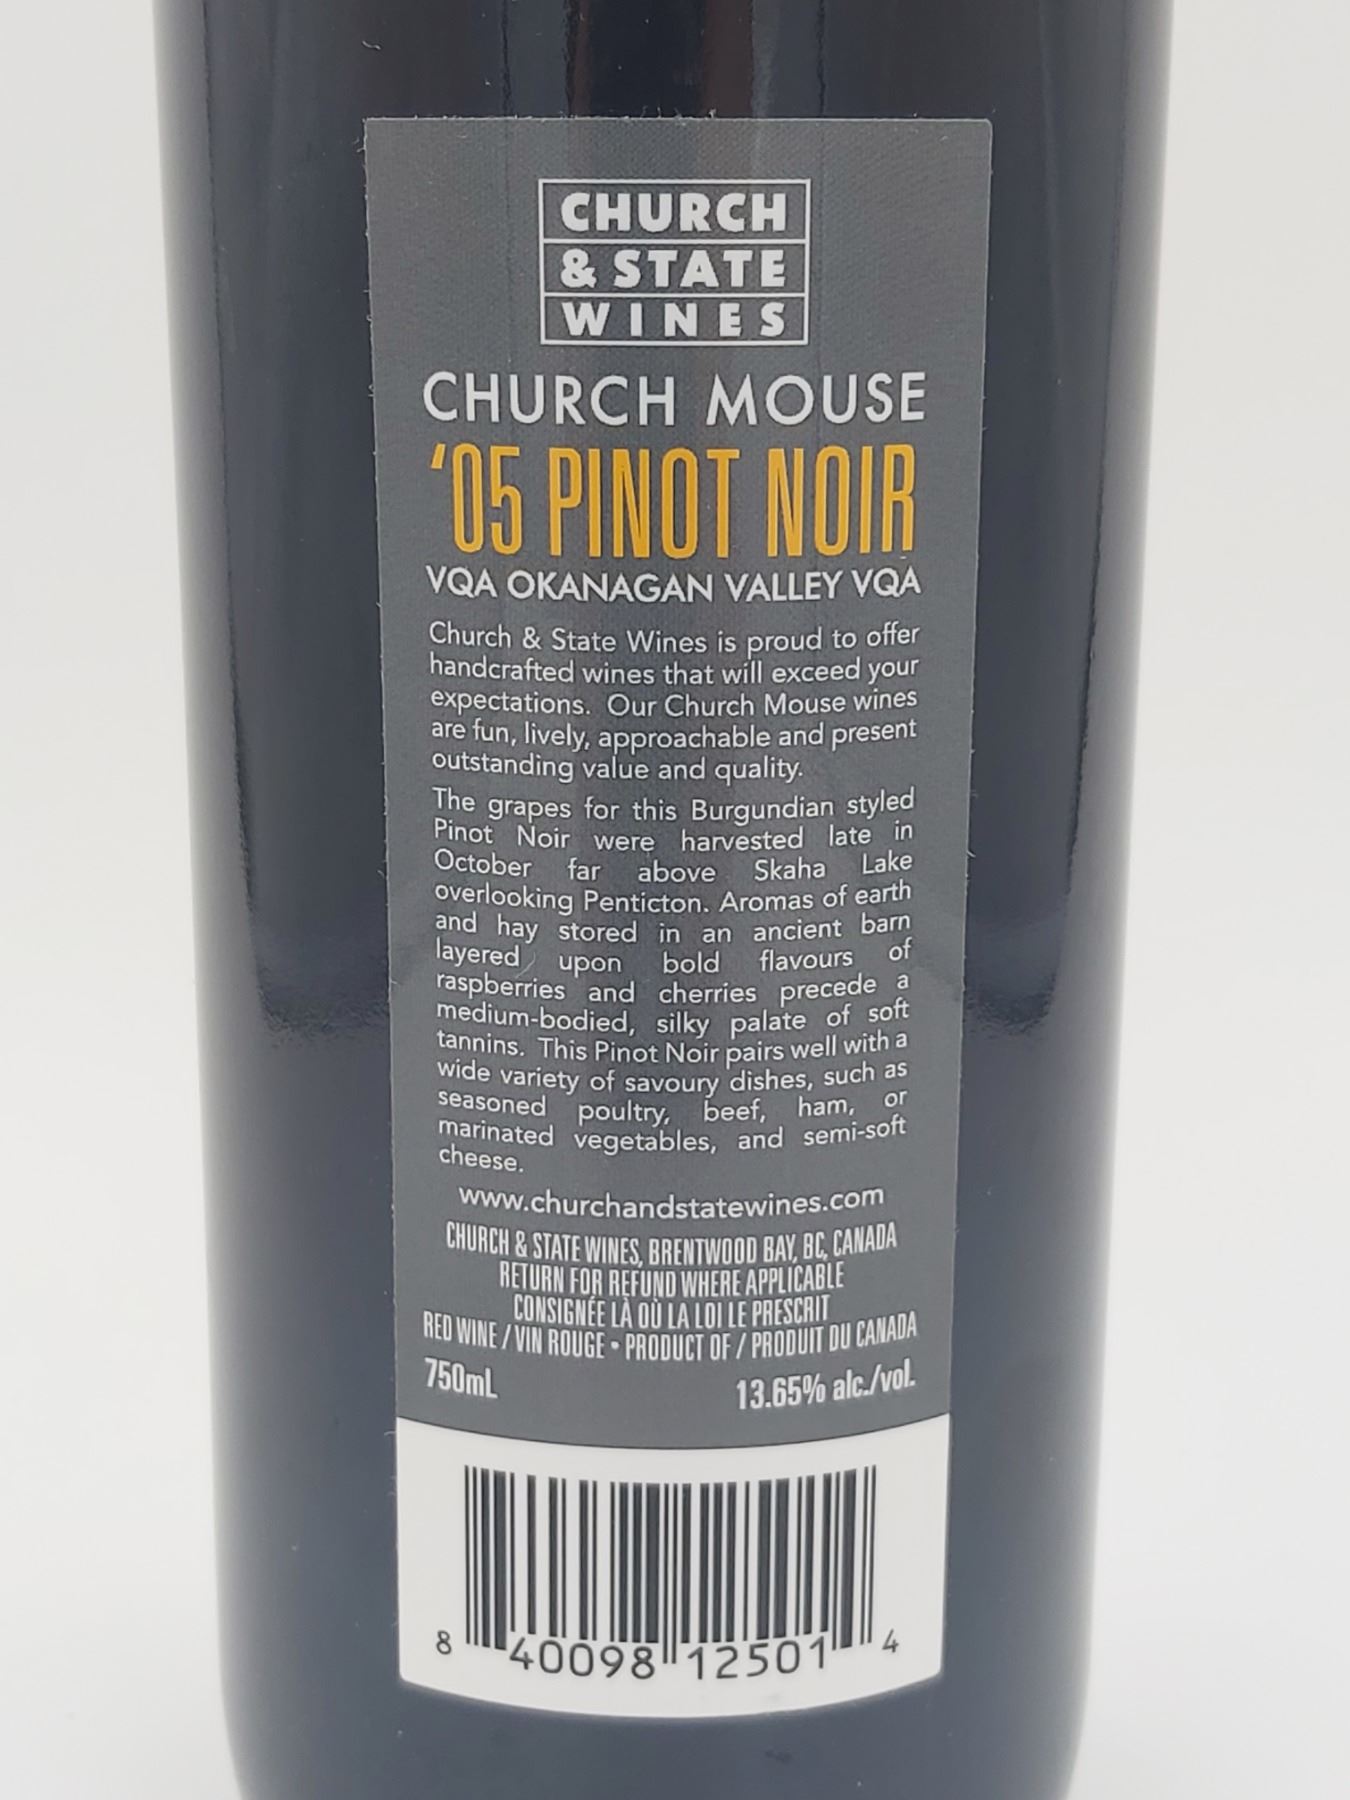 CHURCH
& STATE
WINES
CHURCH MOUSE
‘05 PINOT NOIR
VQA OKANAGAN VALLEY VQA
Church & State Wines is proud to offer
handcrafted wines that will exceed your
expectations. Our Church Mouse wines
are fun, lively, approachable and present
outstanding value and quality.
The grapes for this Burgundian styled
Pinot Noir were harvested late in
October far above Skaha Lake
overlooking Penticton. Aromas of earth
and hay stored in an ancient barn
layered upon bold flavours of
raspberries and cherries precede a
medium-bodied, silky palate of soft
tannins. This Pinot Noir pairs well with a
wide variety of savoury dishes, such as
seasoned poultry, beef, ham, or
marinated vegetables, and semi-soft
cheese.
www.churchandstatewines.com
CHURCH & STATE WINES, BRENTWOOD BAY, BC, CANADA
RETURN FOR REFUND WHERE APPLICABLE
CONSIGNÉE LÀ OÙ LA LOI LE PRESCRIT
RED WINE / VIN ROUGE • PRODUCT OF / PRODUIT DU CANADA
750mL 13.65% alc./vol.
8 40098 12501 4